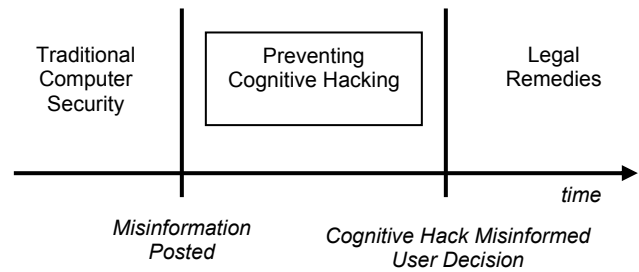 Traditional
Computer
Security
Preventing
Cognitive Hacking
Legal
Remedies
time
Misinformation
Posted
Cognitive Hack Misinformed
User Decision